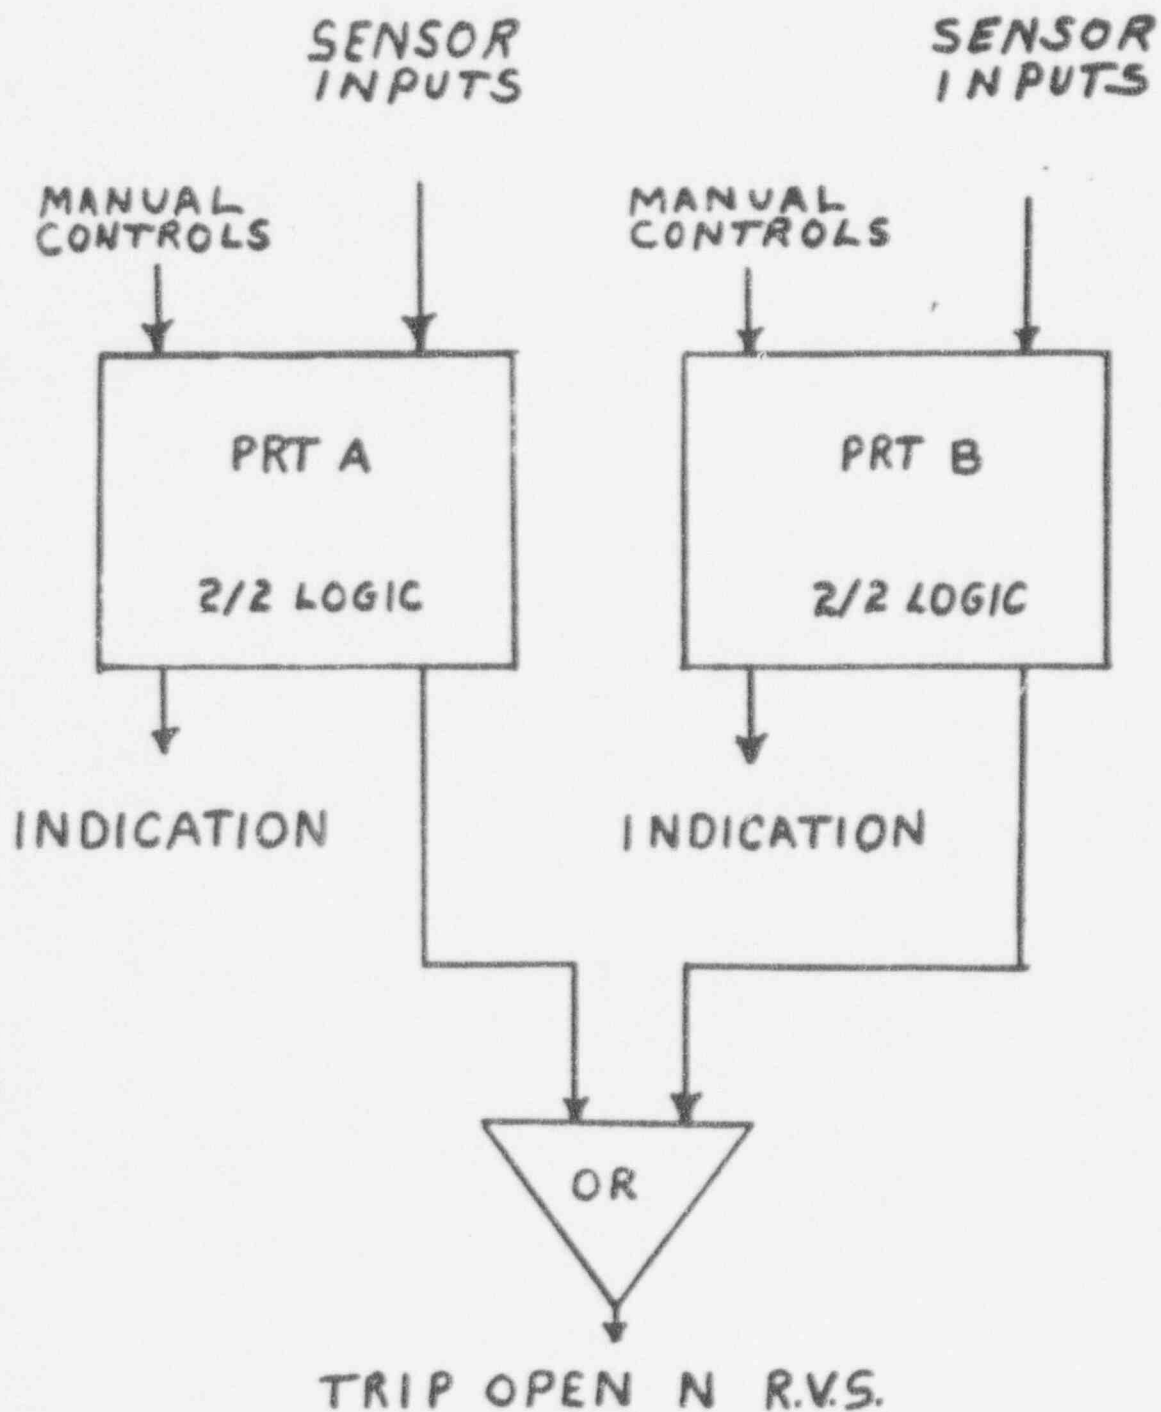 SENSOR
INPUTS
SENSOR
INPUTS
MANUAL
CONTROLS
MANUAL
CONTROLS
PRT A
2/2 LOGIC
PRT B
2/2 LOGIC
INDICATION
INDICATION
OR
TRIP OPEN N R.V.S.